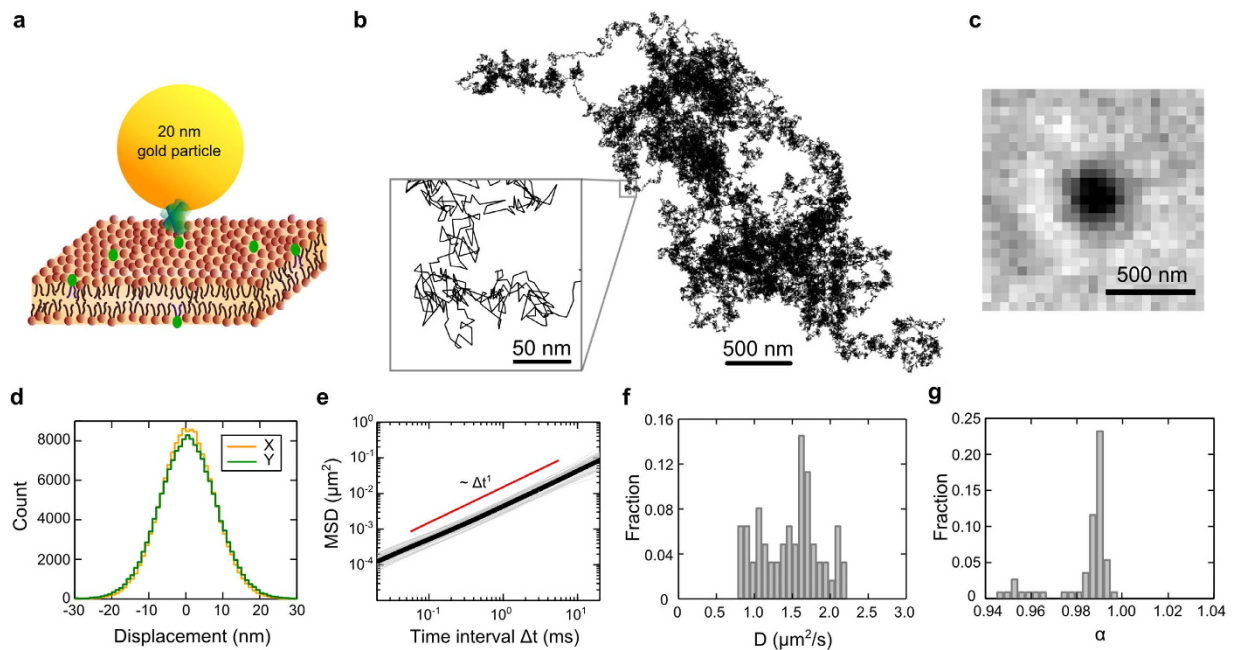 a
20 nm
gold particle
b
50 nm
500 nm
c
500 nm
d
8000
6000
4000
2000
0
Count
X
Y
-30 -20 -10 0 10 20 30
Displacement (nm)
e
10⁰
10⁻¹
10⁻²
10⁻³
10⁻⁴
MSD (μm²)
~ Δt¹
10⁻¹ 10⁰ 10¹
Time interval Δt (ms)
f
0.16
0.12
0.08
0.04
0
Fraction
0 0.5 1.0 1.5 2.0 2.5 3.0
D (μm²/s)
g
0.25
0.20
0.15
0.10
0.05
0
Fraction
0.94 0.96 0.98 1.00 1.02 1.04
α